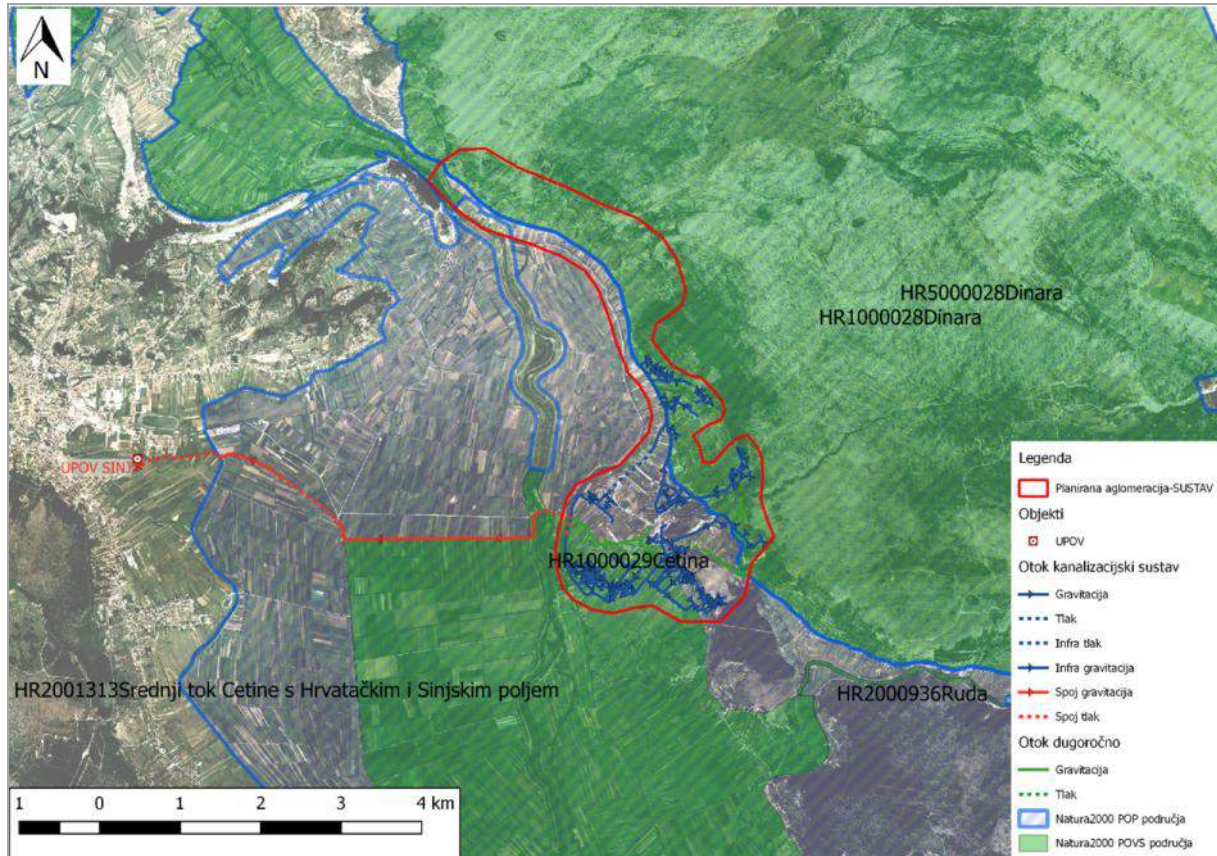 N
HR5000028Dinara
HR1000028Dinara
UPOV SINJ
HR1000029Cetina
HR2001313Srednji tok Cetine s Hrvatačkim i Sinjskim poljem
HR2000936Ruda
1 0 1 2 3 4 km
Legenda
Planirana aglomeracija-SUSTAV
Objekti
UPOV
Otok kanalizacijski sustav
Gravitacija
Tlak
Infra tlak
Infra gravitacija
Spoj gravitacija
Spoj tlak
Otok dugoročno
Gravitacija
Tlak
Natura2000 POP područja
Natura2000 POVS područja